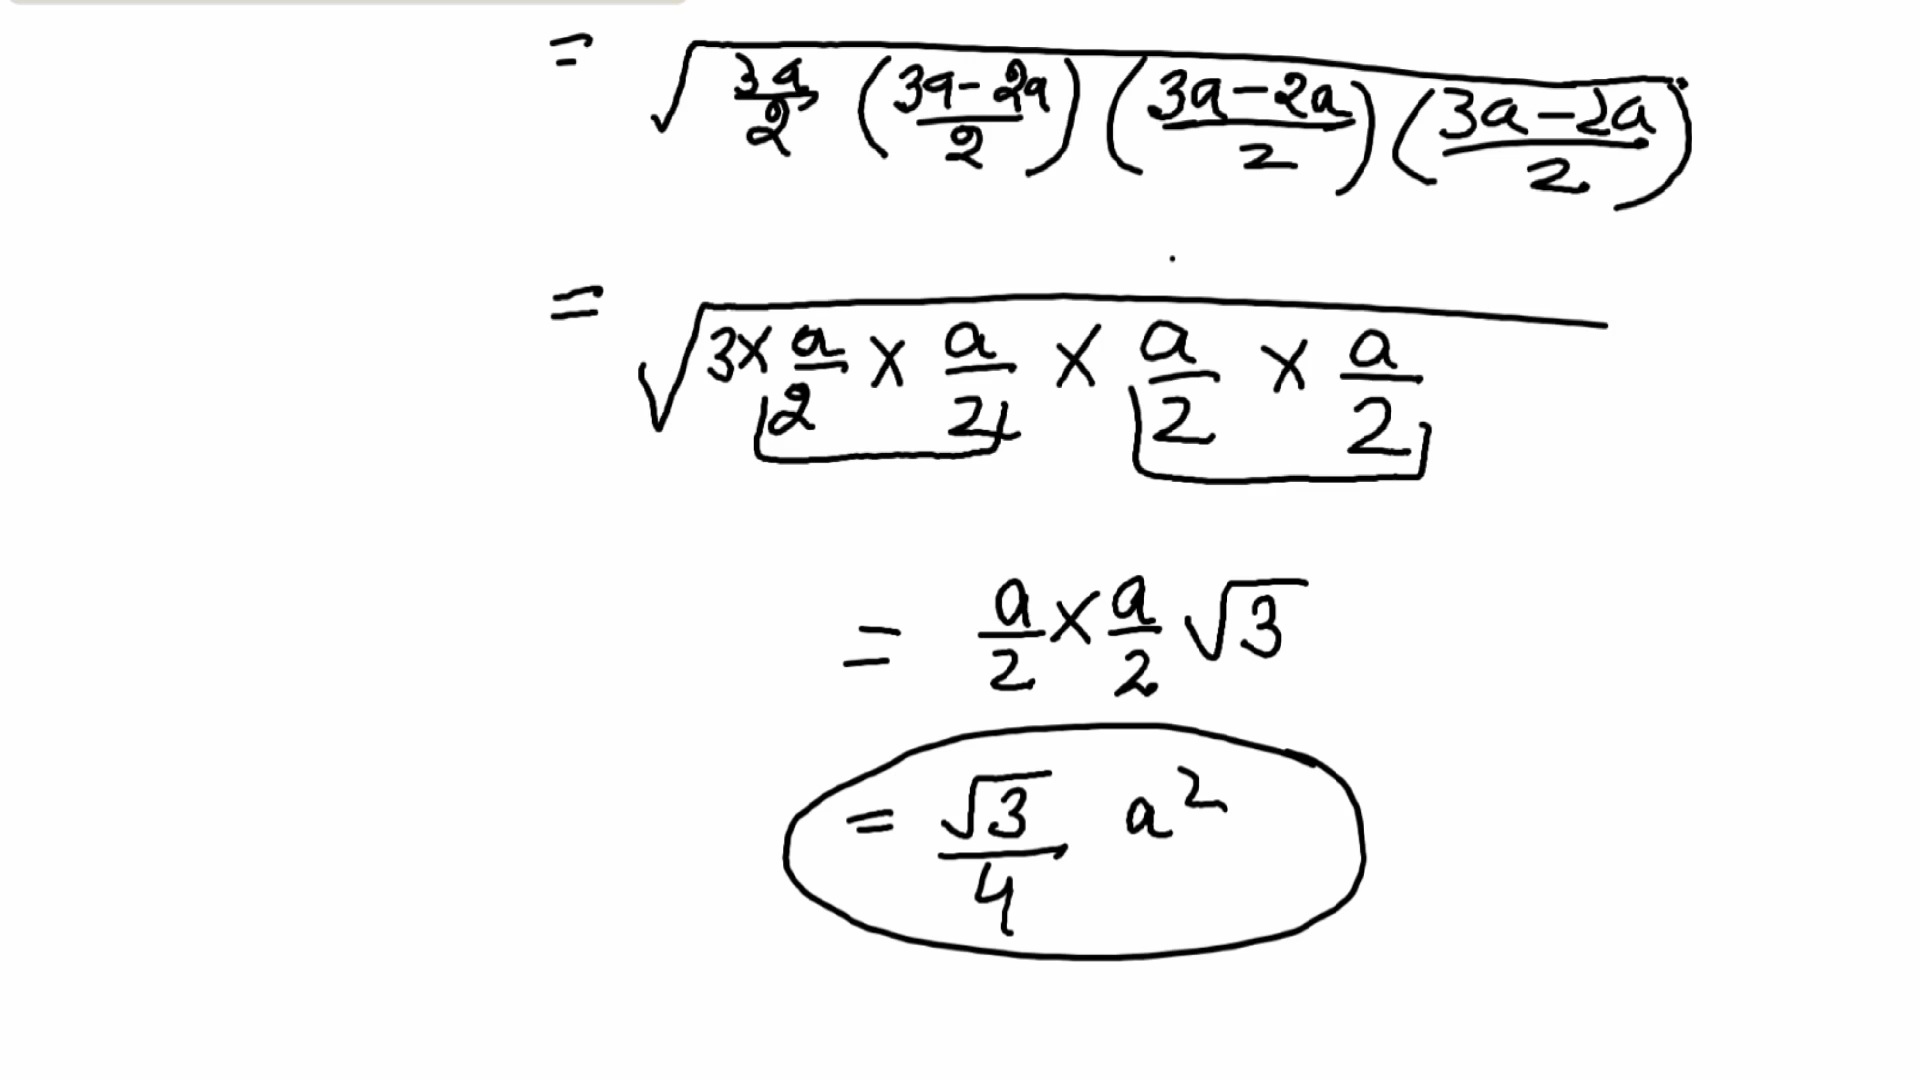 = √(3a/2 ((3a-2a)/2) ((3a-2a)/2) ((3a-2a)/2))
= √(3 × a/2 × a/2 × a/2 × a/2)
= a/2 × a/2 √3
= √3/4 a²